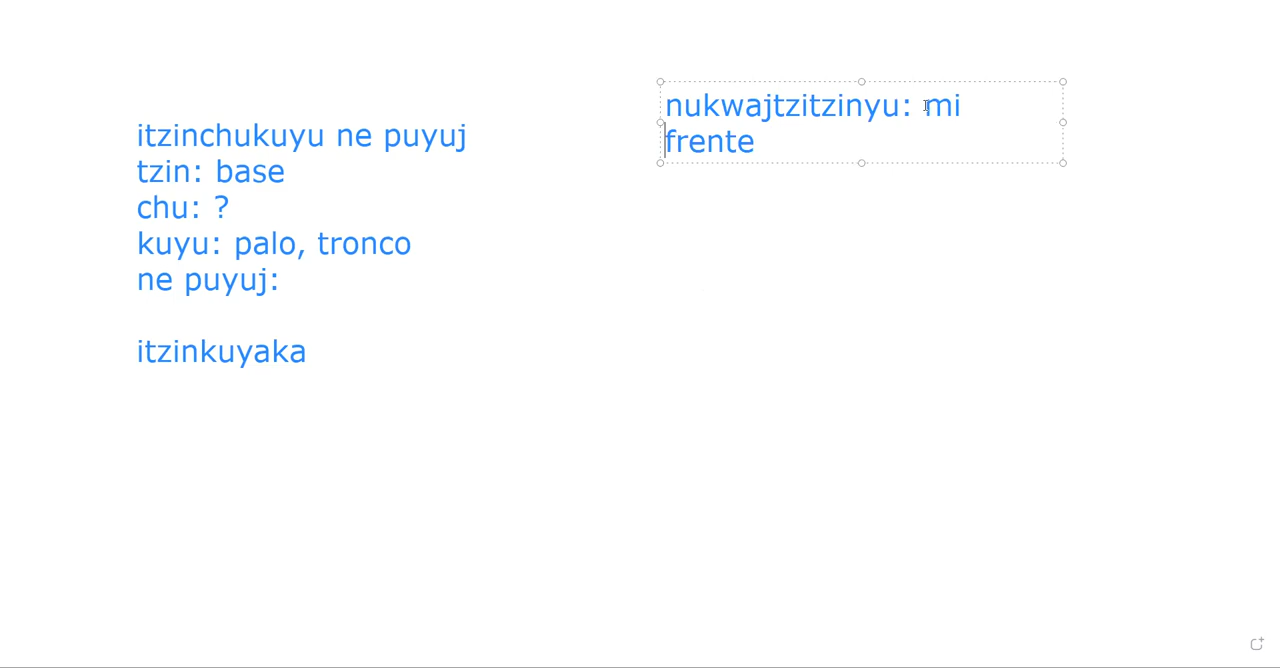 itzinchukuyu ne puyuj
tzin: base
chu: ?
kuyu: palo, tronco
ne puyuj:
itzinkuyaka
nukwajtzitzinyu: mi
frente